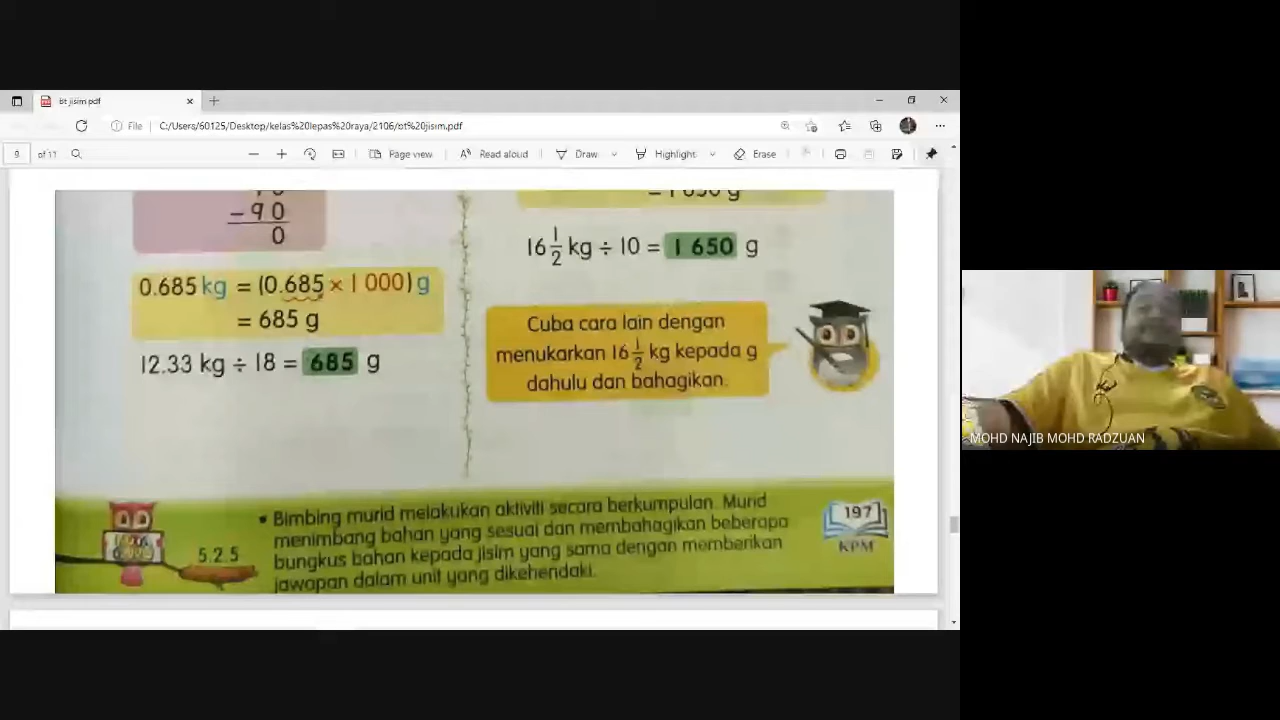 Bt jisim.pdf
File
C:/Users/60125/Desktop/kelas%20lepas%20raya/2106/bt%20jisim.pdf
9 of 11
Page view
Read aloud
Draw
Highlight
Erase
- 9 0
0
0.685 kg = (0.685 × 1 000) g
= 685 g
12.33 kg ÷ 18 = 685 g
= 1 650 g
16 1/2 kg ÷ 10 = 1 650 g
Cuba cara lain dengan
menukarkan 16 1/2 kg kepada g
dahulu dan bahagikan.
5.2.5
• Bimbing murid melakukan aktiviti secara berkumpulan. Murid
menimbang bahan yang sesuai dan membahagikan beberapa
bungkus bahan kepada jisim yang sama dengan memberikan
jawapan dalam unit yang dikehendaki.
197
KPM
MOHD NAJIB MOHD RADZUAN